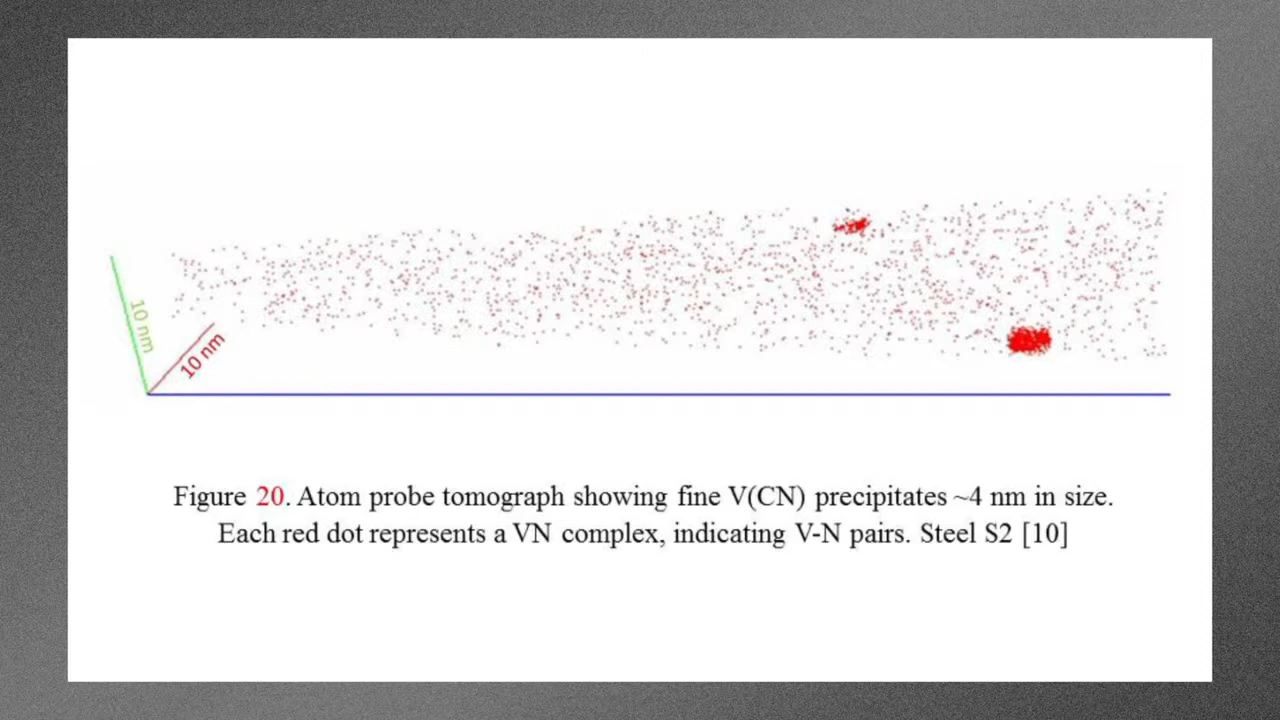 10 nm
10 nm
Figure 20. Atom probe tomograph showing fine V(CN) precipitates ~4 nm in size.
Each red dot represents a VN complex, indicating V-N pairs. Steel S2 [10]